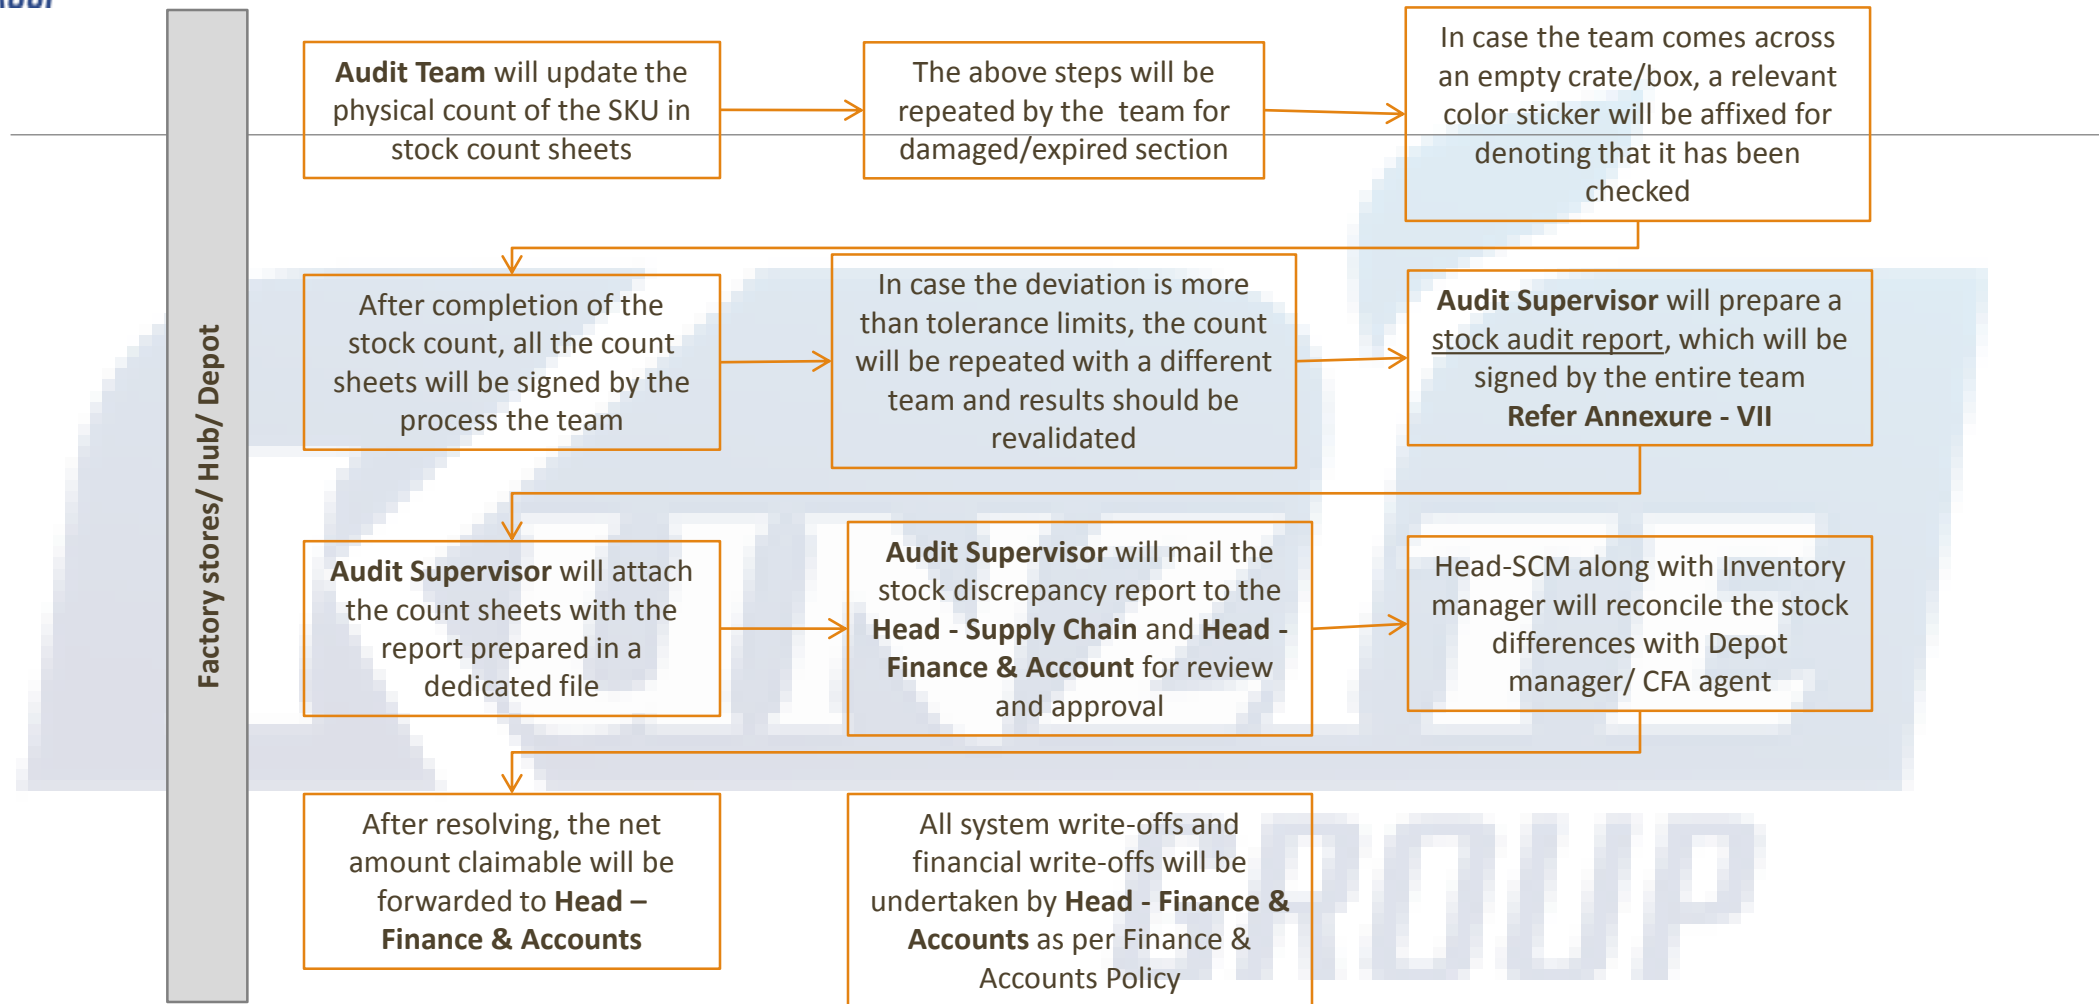 Factory stores/ Hub/ Depot
Audit Team will update the
physical count of the SKU in
stock count sheets
The above steps will be
repeated by the team for
damaged/expired section
In case the team comes across
an empty crate/box, a relevant
color sticker will be affixed for
denoting that it has been
checked
After completion of the
stock count, all the count
sheets will be signed by the
process the team
In case the deviation is more
than tolerance limits, the count
will be repeated with a different
team and results should be
revalidated
Audit Supervisor will prepare a
stock audit report, which will be
signed by the entire team
Refer Annexure - VII
Audit Supervisor will attach
the count sheets with the
report prepared in a
dedicated file
Audit Supervisor will mail the
stock discrepancy report to the
Head - Supply Chain and Head -
Finance & Account for review
and approval
Head-SCM along with Inventory
manager will reconcile the stock
differences with Depot
manager/ CFA agent
After resolving, the net
amount claimable will be
forwarded to Head –
Finance & Accounts
All system write-offs and
financial write-offs will be
undertaken by Head - Finance &
Accounts as per Finance &
Accounts Policy
GROUP